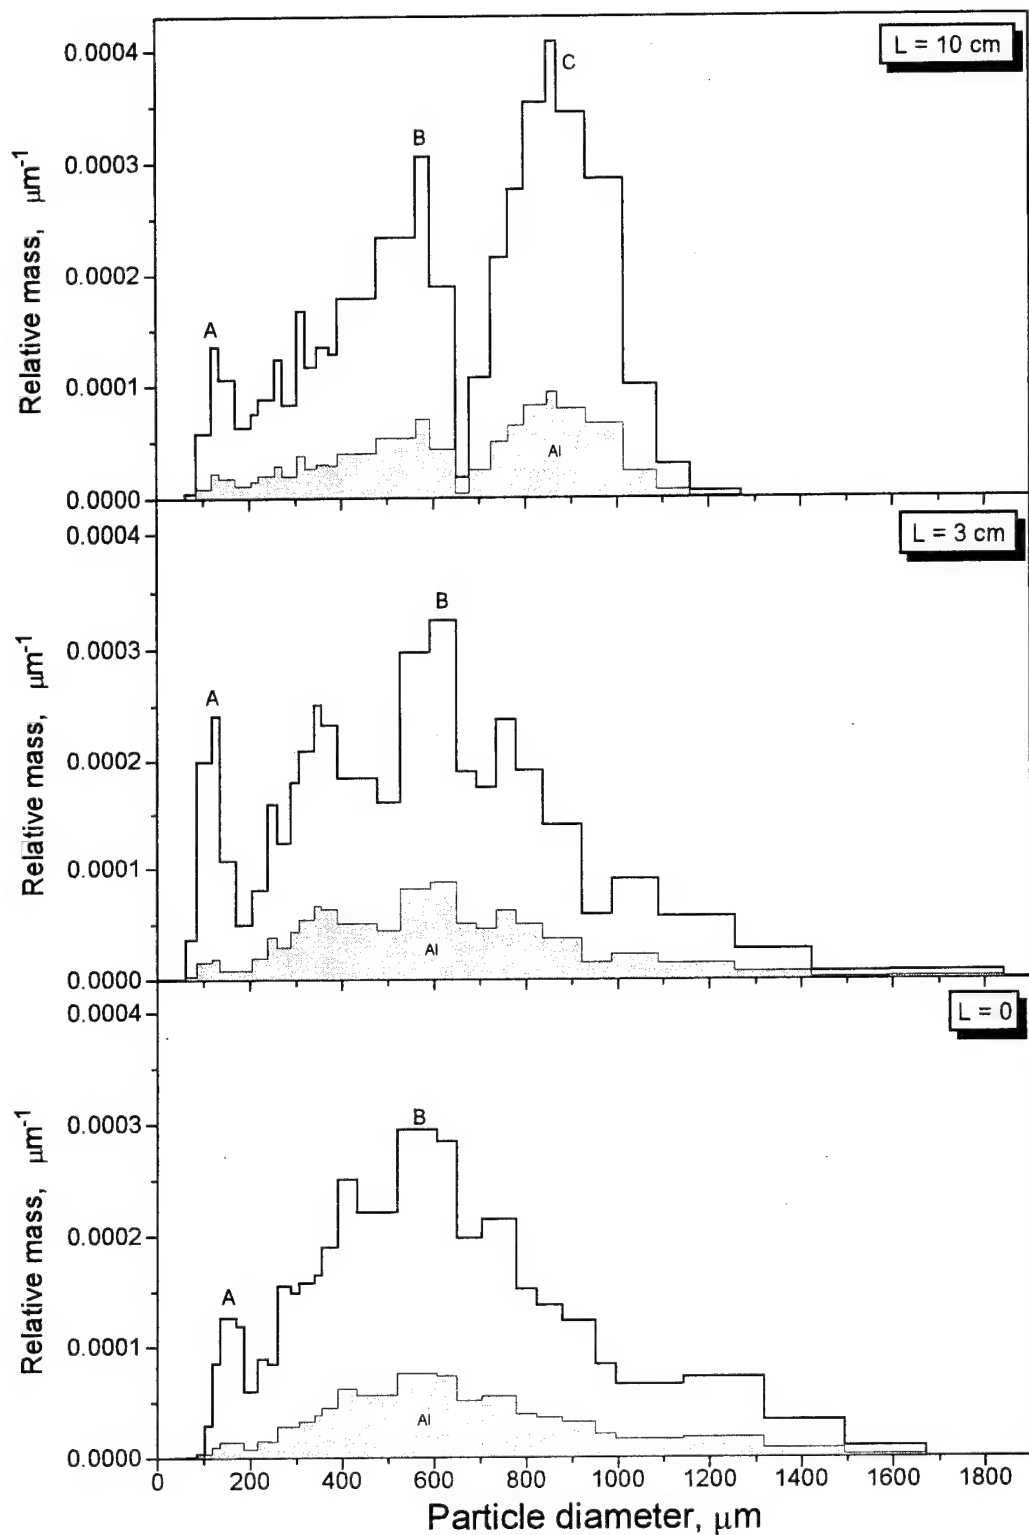 L = 10 cm
C
B
A
Al
Relative mass, μm⁻¹
0.0004
0.0003
0.0002
0.0001
0.0000
L = 3 cm
B
A
Al
Relative mass, μm⁻¹
0.0004
0.0003
0.0002
0.0001
0.0000
L = 0
B
A
Al
Relative mass, μm⁻¹
0.0004
0.0003
0.0002
0.0001
0.0000
0 200 400 600 800 1000 1200 1400 1600 1800
Particle diameter, μm